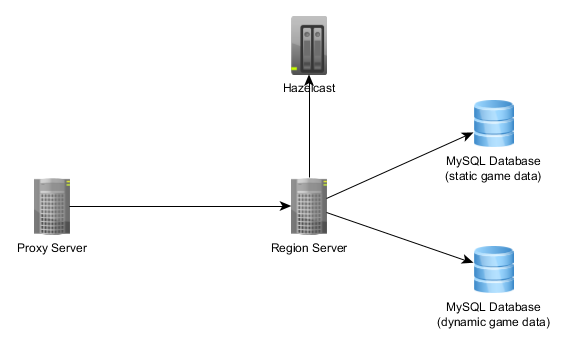 Hazelcast
MySQL Database
(static game data)
Proxy Server
Region Server
MySQL Database
(dynamic game data)